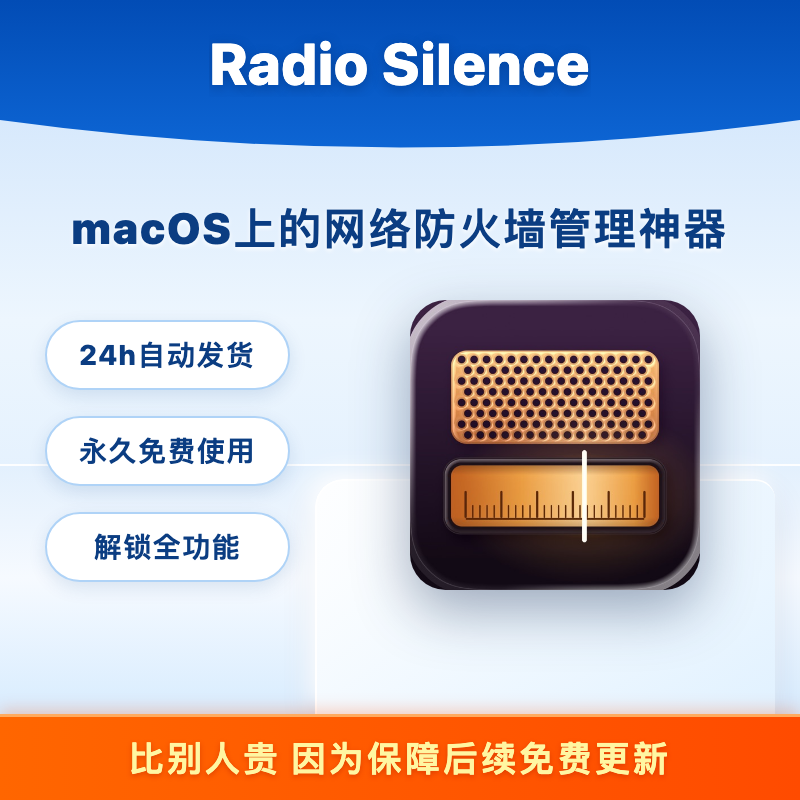 Radio Silence
macOS上的网络防火墙管理神器
24h自动发货
永久免费使用
解锁全功能
比别人贵 因为保障后续免费更新